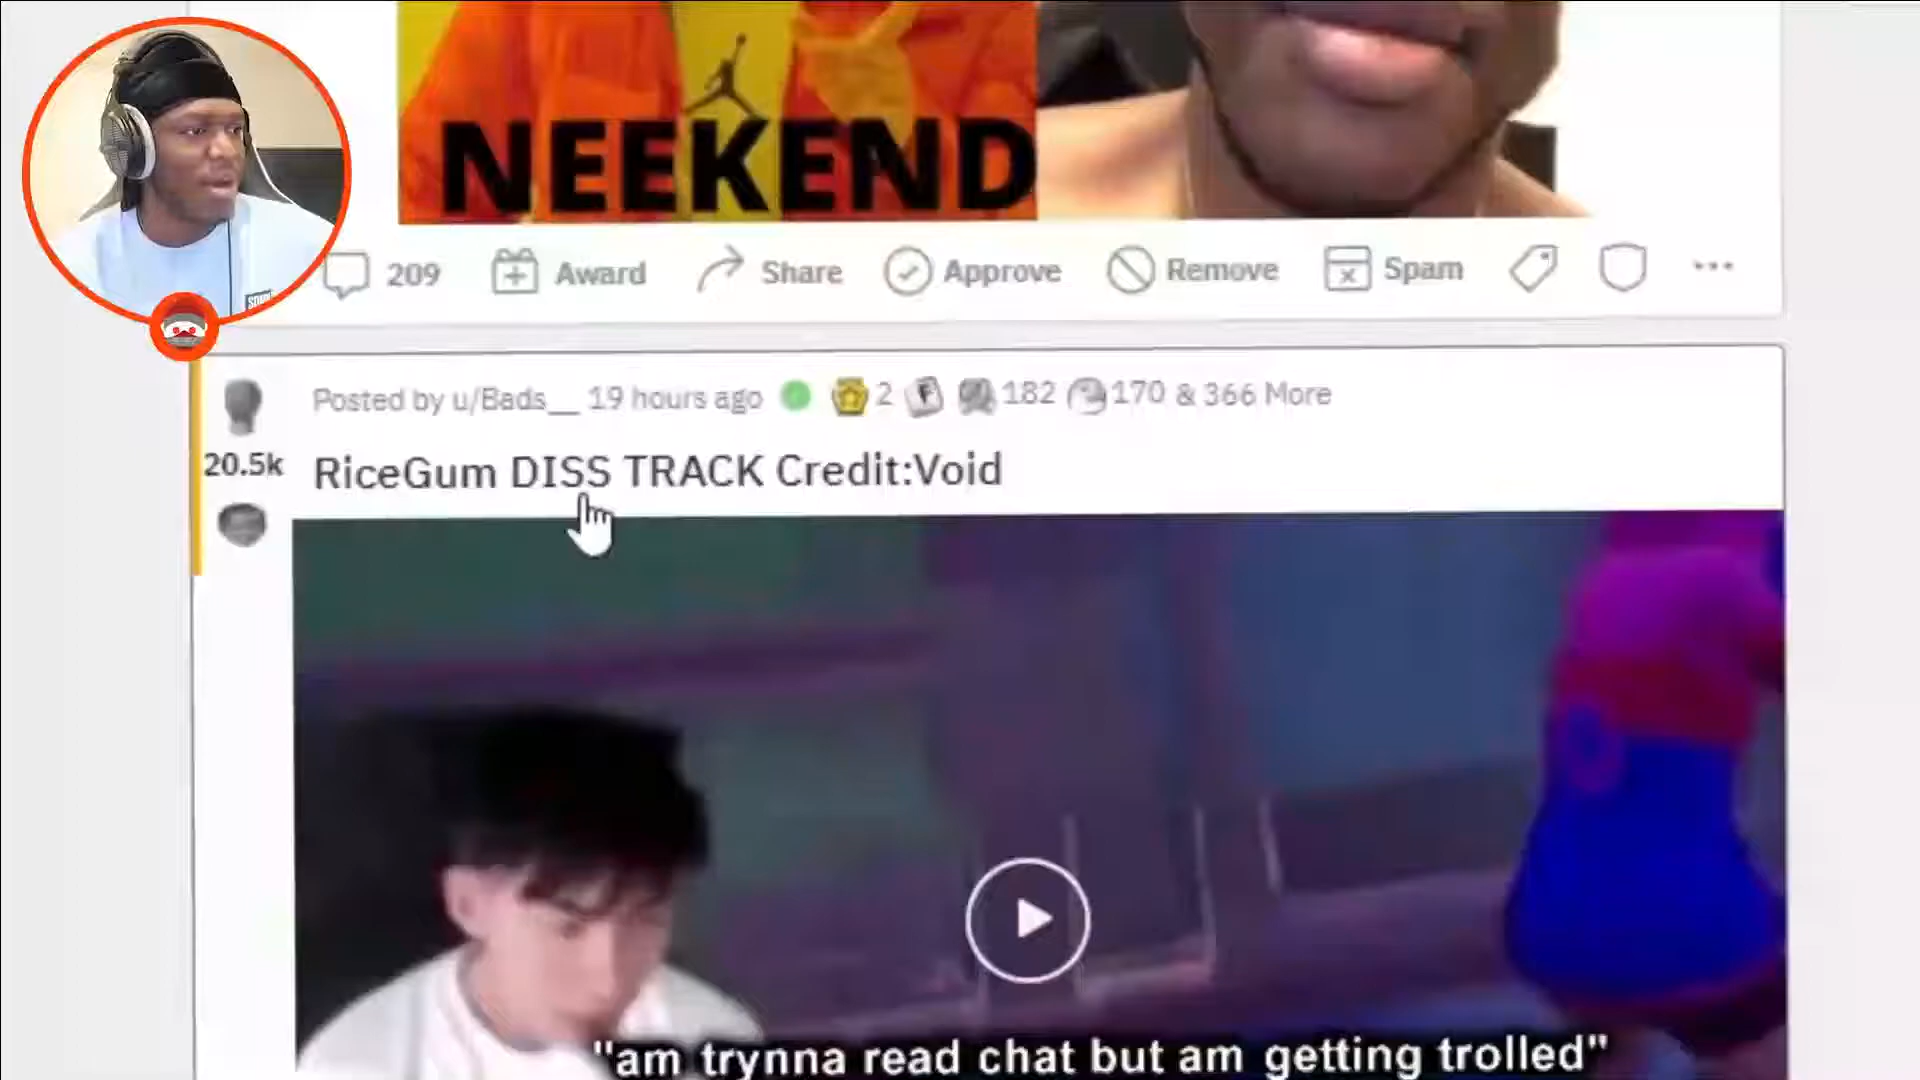 NEEKEND
209 Award Share Approve Remove Spam
Posted by u/Bads__ 19 hours ago 2 182 170 & 366 More
20.5k
RiceGum DISS TRACK Credit:Void
"am trynna read chat but am getting trolled"